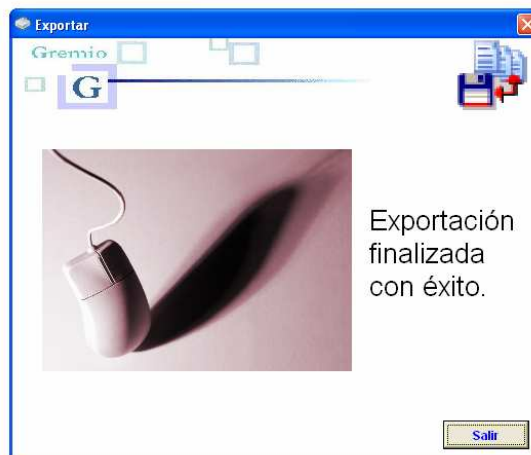 Exportar
Gremio
G
Exportación
finalizada
con éxito.
Salir